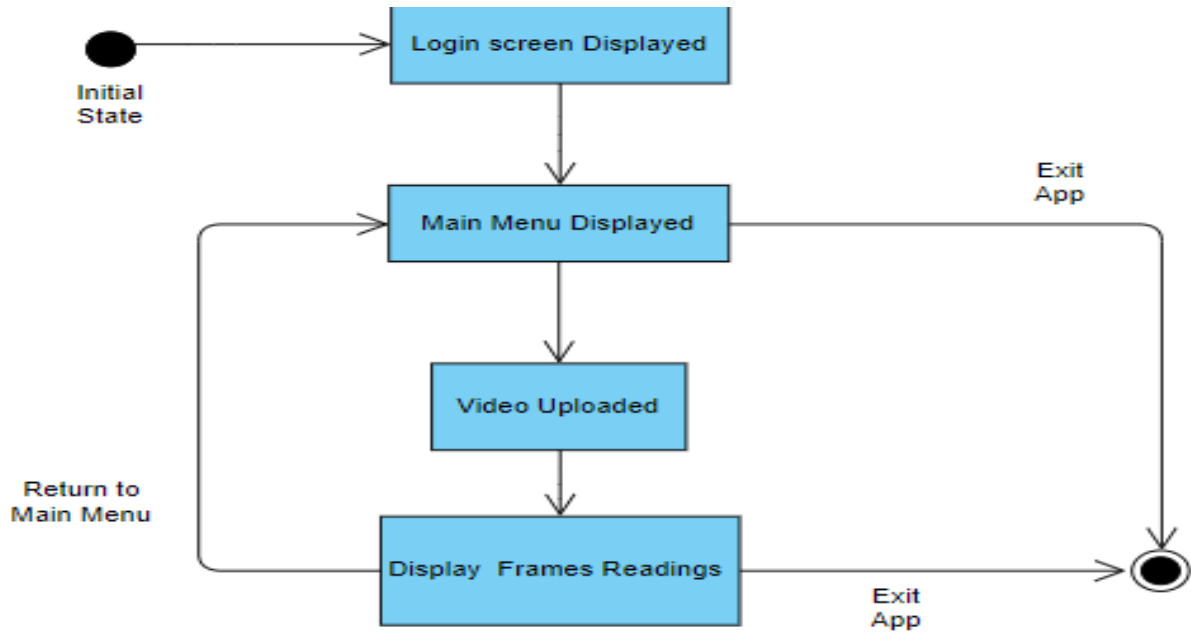 Login screen Displayed
Initial
State
Exit
App
Main Menu Displayed
Video Uploaded
Return to
Main Menu
Display Frames Readings
Exit
App